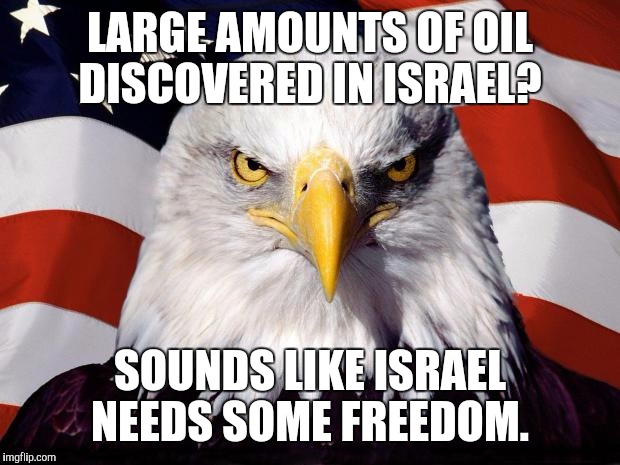 LARGE AMOUNTS OF OIL
DISCOVERED IN ISRAEL?
SOUNDS LIKE ISRAEL
NEEDS SOME FREEDOM.
imgflip.com